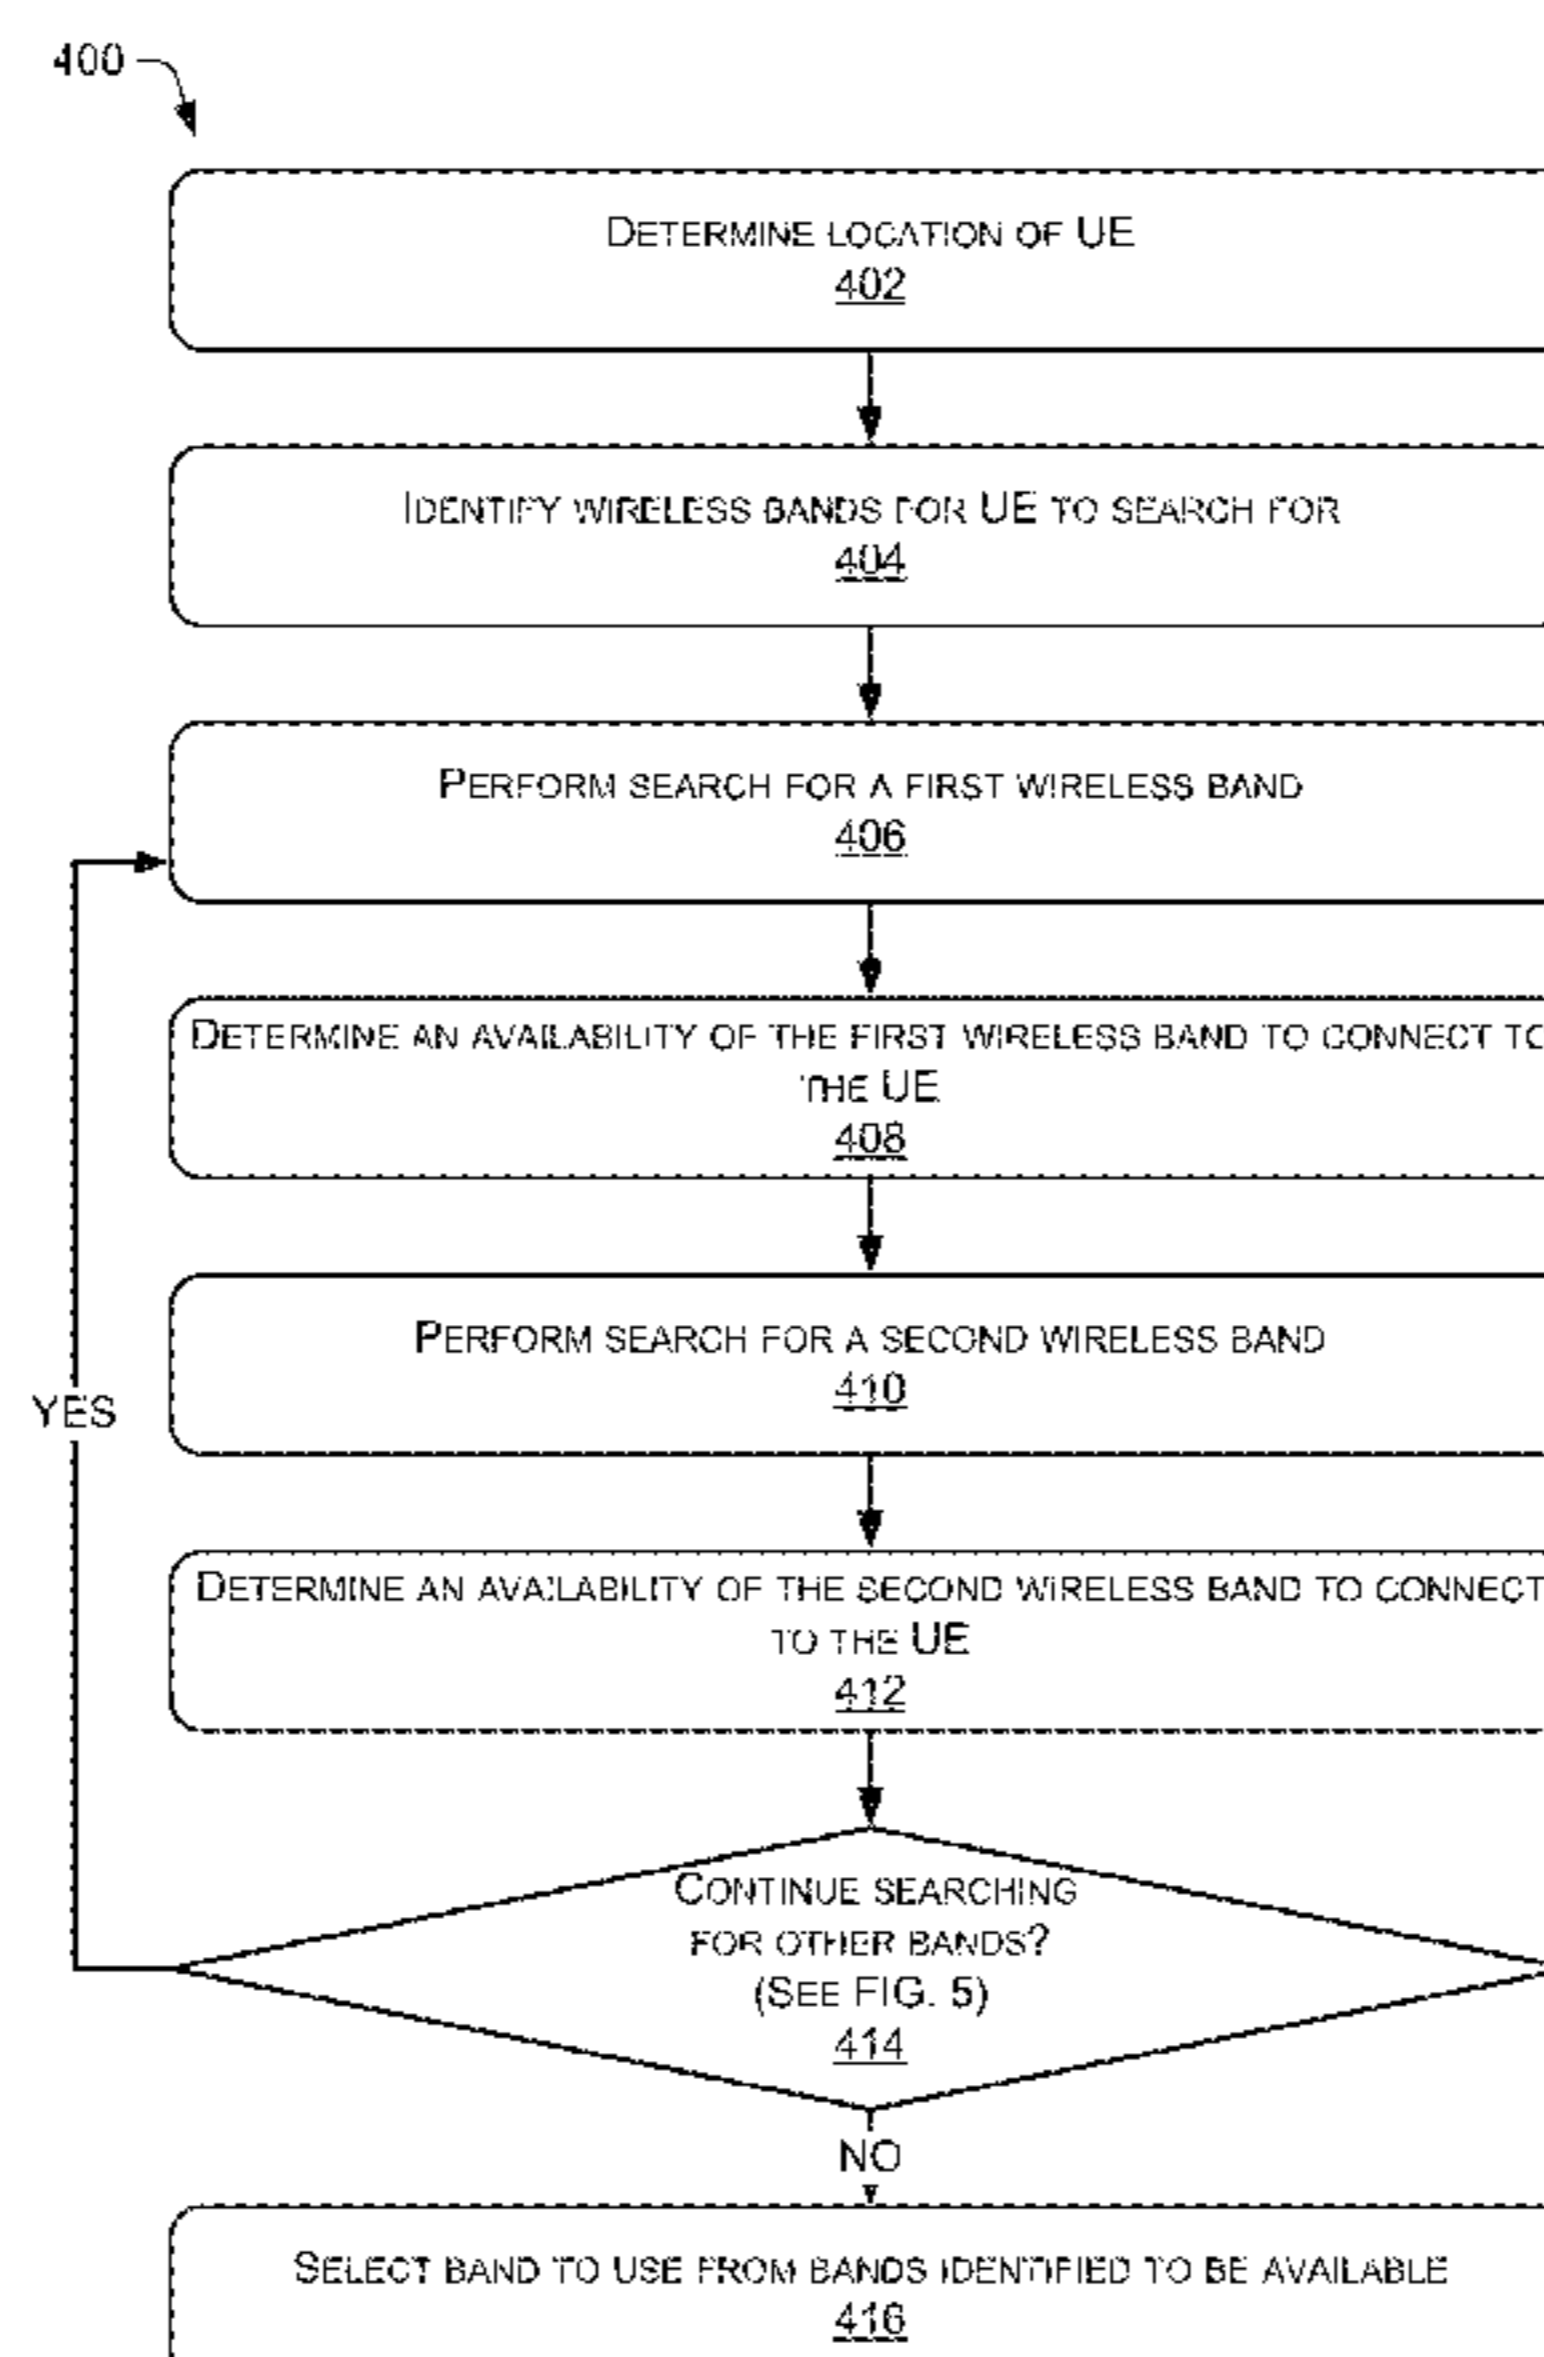 400
DETERMINE LOCATION OF UE
402
IDENTIFY WIRELESS BANDS FOR UE TO SEARCH FOR
404
PERFORM SEARCH FOR A FIRST WIRELESS BAND
406
DETERMINE AN AVAILABILITY OF THE FIRST WIRELESS BAND TO CONNECT TO
THE UE
408
PERFORM SEARCH FOR A SECOND WIRELESS BAND
410
YES
DETERMINE AN AVAILABILITY OF THE SECOND WIRELESS BAND TO CONNECT
TO THE UE
412
CONTINUE SEARCHING
FOR OTHER BANDS?
(SEE FIG. 5)
414
NO
SELECT BAND TO USE FROM BANDS IDENTIFIED TO BE AVAILABLE
416